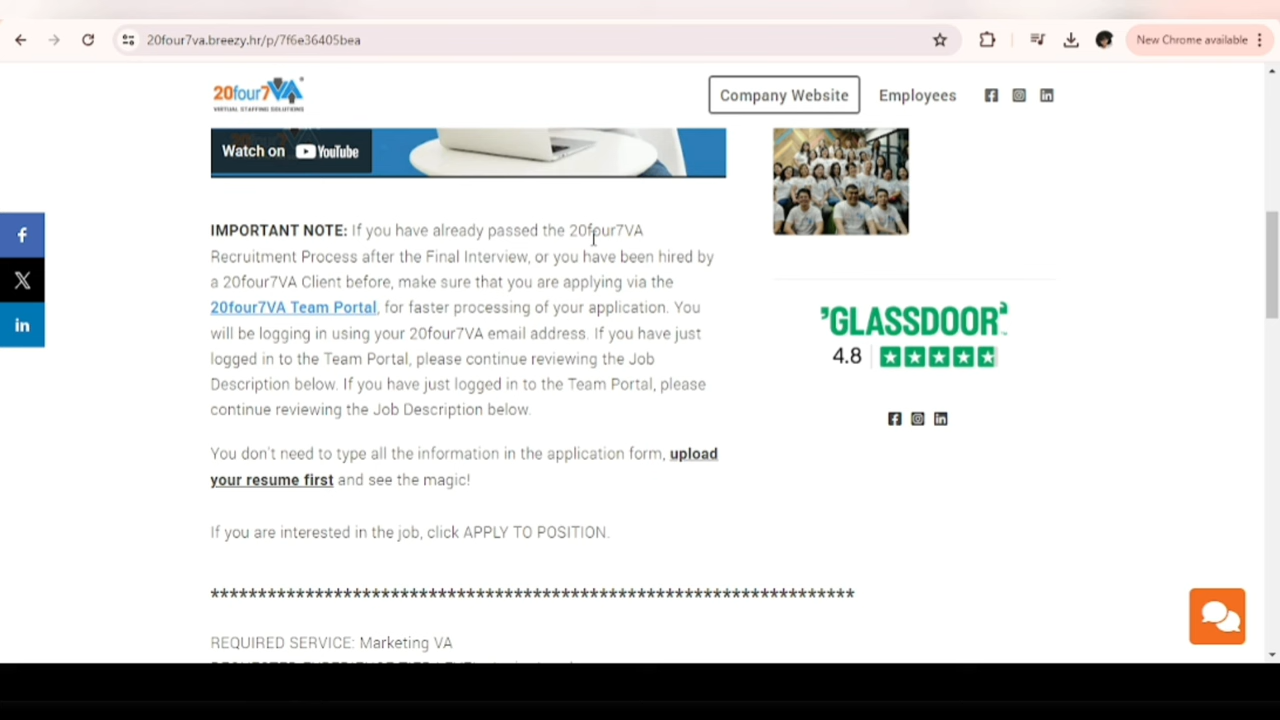 20four7va.breezy.hr/p/7f6e36405bea
New Chrome available
20four7VA
VIRTUAL STAFFING SOLUTIONS
Company Website
Employees
Watch on YouTube
IMPORTANT NOTE: If you have already passed the 20four7VA
Recruitment Process after the Final Interview, or you have been hired by
a 20four7VA Client before, make sure that you are applying via the
20four7VA Team Portal, for faster processing of your application. You
will be logging in using your 20four7VA email address. If you have just
logged in to the Team Portal, please continue reviewing the Job
Description below. If you have just logged in to the Team Portal, please
continue reviewing the Job Description below.
You don't need to type all the information in the application form, upload
your resume first and see the magic!
If you are interested in the job, click APPLY TO POSITION.
********************************************************************
REQUIRED SERVICE: Marketing VA
GLASSDOOR
4.8